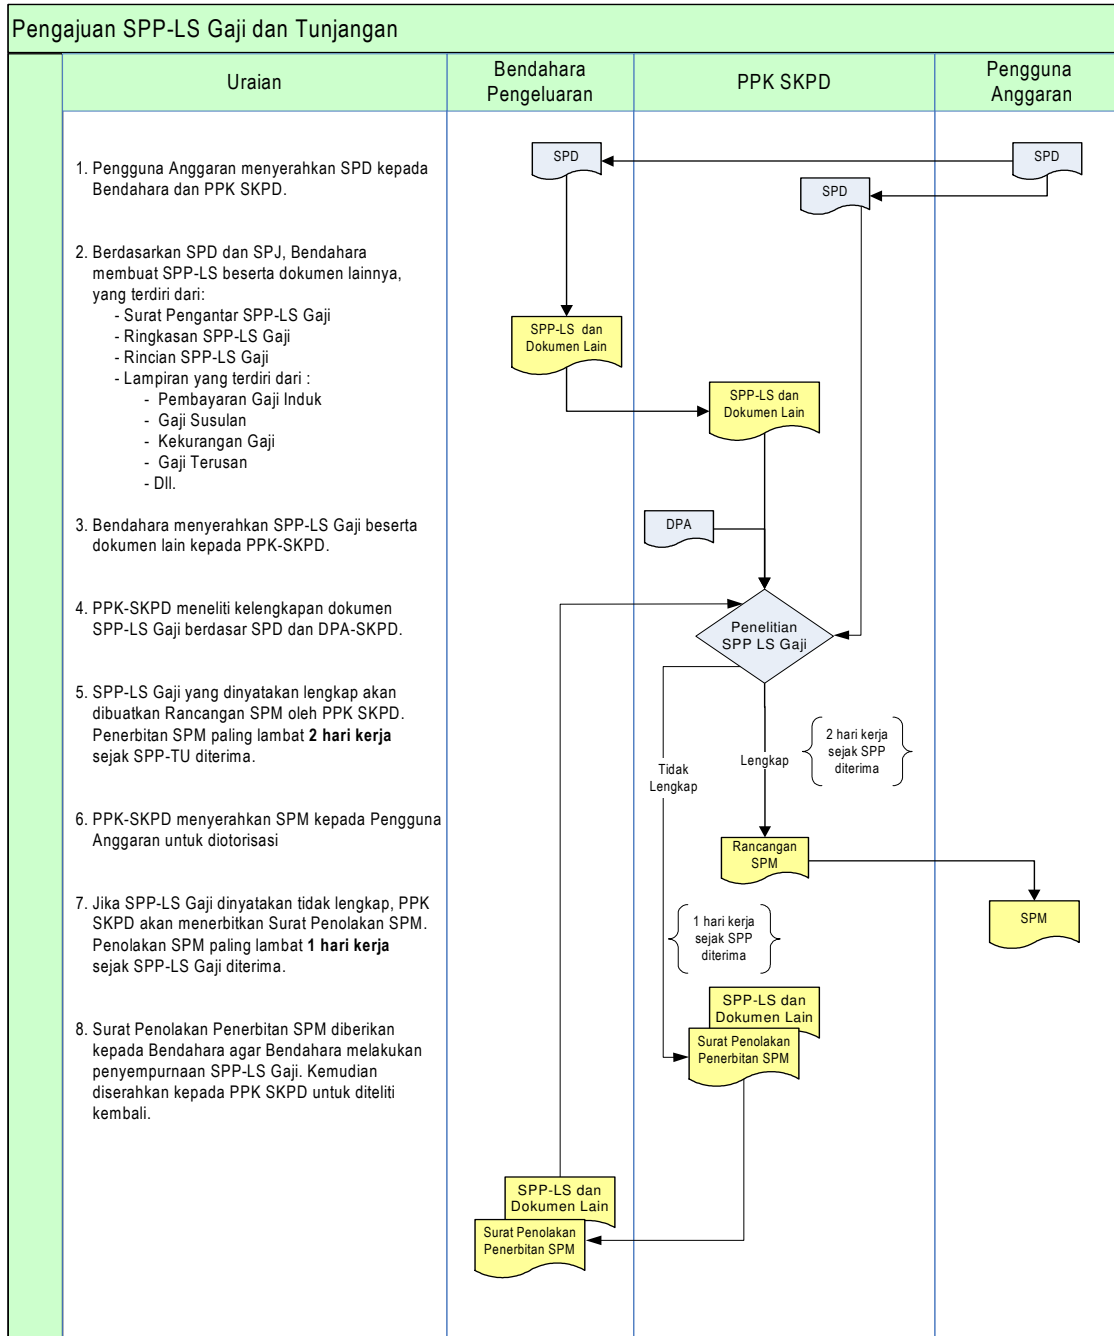 Pengajuan SPP-LS Gaji dan Tunjangan
Uraian
Bendahara
Pengeluaran
PPK SKPD
Pengguna
Anggaran
1. Pengguna Anggaran menyerahkan SPD kepada
Bendahara dan PPK SKPD.
2. Berdasarkan SPD dan SPJ, Bendahara
membuat SPP-LS beserta dokumen lainnya,
yang terdiri dari:
- Surat Pengantar SPP-LS Gaji
- Ringkasan SPP-LS Gaji
- Rincian SPP-LS Gaji
- Lampiran yang terdiri dari :
- Pembayaran Gaji Induk
- Gaji Susulan
- Kekurangan Gaji
- Gaji Terusan
- Dll.
3. Bendahara menyerahkan SPP-LS Gaji beserta
dokumen lain kepada PPK-SKPD.
4. PPK-SKPD meneliti kelengkapan dokumen
SPP-LS Gaji berdasar SPD dan DPA-SKPD.
5. SPP-LS Gaji yang dinyatakan lengkap akan
dibuatkan Rancangan SPM oleh PPK SKPD.
Penerbitan SPM paling lambat 2 hari kerja
sejak SPP-TU diterima.
6. PPK-SKPD menyerahkan SPM kepada Pengguna
Anggaran untuk diotorisasi
7. Jika SPP-LS Gaji dinyatakan tidak lengkap, PPK
SKPD akan menerbitkan Surat Penolakan SPM.
Penolakan SPM paling lambat 1 hari kerja
sejak SPP-LS Gaji diterima.
8. Surat Penolakan Penerbitan SPM diberikan
kepada Bendahara agar Bendahara melakukan
penyempurnaan SPP-LS Gaji. Kemudian
diserahkan kepada PPK SKPD untuk diteliti
kembali.
SPD
SPD
SPD
SPP-LS dan
Dokumen Lain
SPP-LS dan
Dokumen Lain
DPA
Penelitian
SPP LS Gaji
Tidak
Lengkap
Lengkap
2 hari kerja
sejak SPP
diterima
Rancangan
SPM
SPM
1 hari kerja
sejak SPP
diterima
SPP-LS dan
Dokumen Lain
Surat Penolakan
Penerbitan SPM
SPP-LS dan
Dokumen Lain
Surat Penolakan
Penerbitan SPM